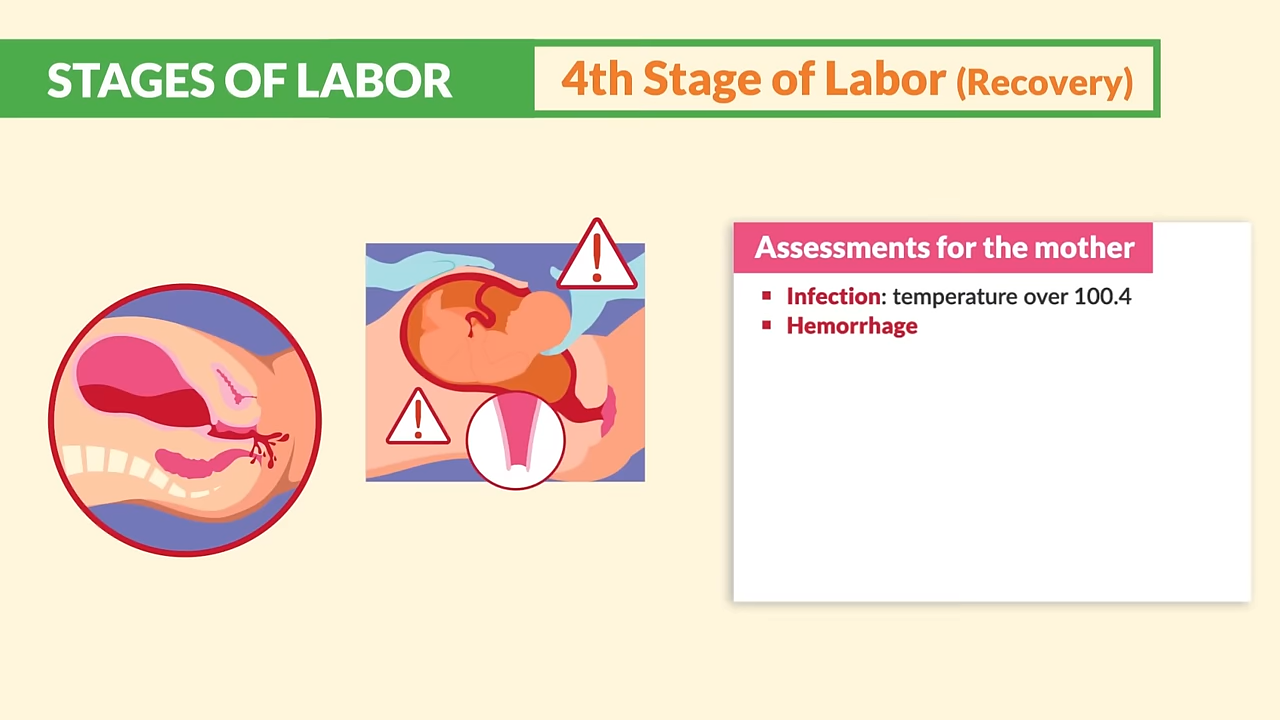 STAGES OF LABOR
4th Stage of Labor (Recovery)
Assessments for the mother
▪ Infection: temperature over 100.4
▪ Hemorrhage